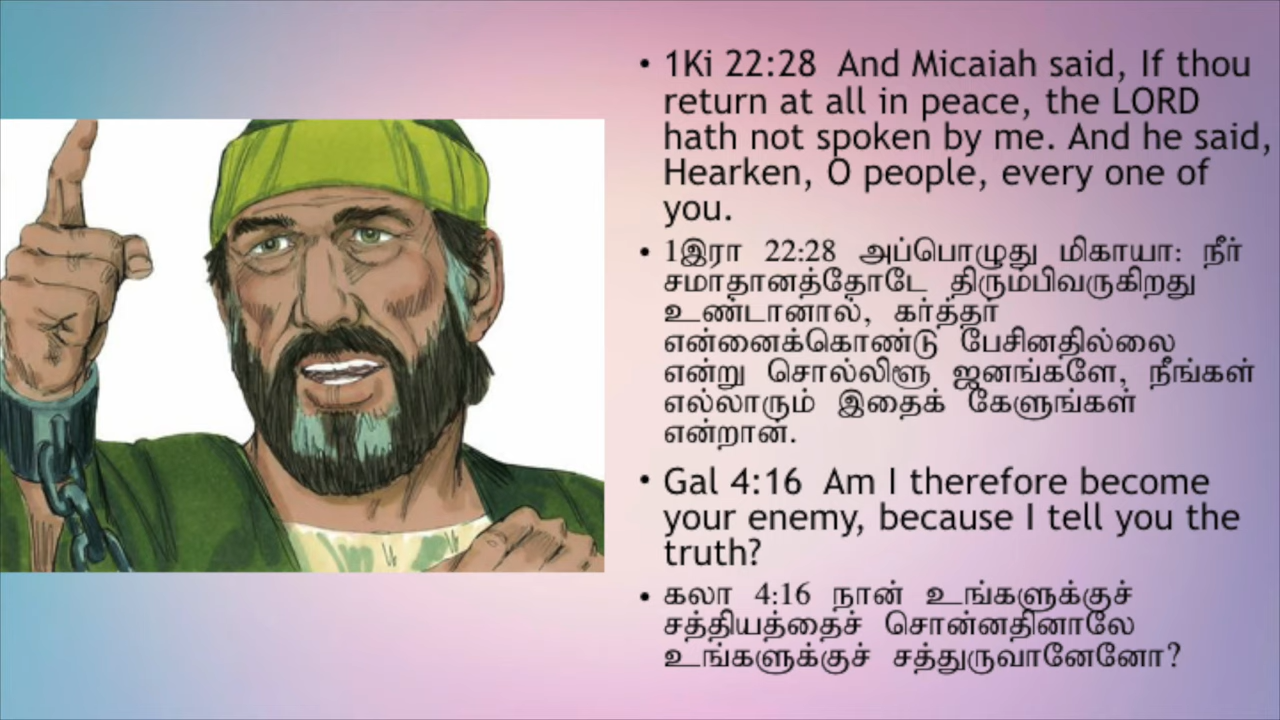 • 1Ki 22:28 And Micaiah said, If thou
return at all in peace, the LORD
hath not spoken by me. And he said,
Hearken, O people, every one of
you.
• 1இரா 22:28 அப்பொழுது மிகாயா: நீர்
சமாதானத்தோடே திரும்பிவருகிறது
உண்டானால், கர்த்தர்
என்னைக்கொண்டு பேசினதில்லை
என்று சொல்லிளூ ஜனங்களே, நீங்கள்
எல்லாரும் இதைக் கேளுங்கள்
என்றான்.
• Gal 4:16 Am I therefore become
your enemy, because I tell you the
truth?
• கலா 4:16 நான் உங்களுக்குச்
சத்தியத்தைச் சொன்னதினாலே
உங்களுக்குச் சத்துருவானேனோ?